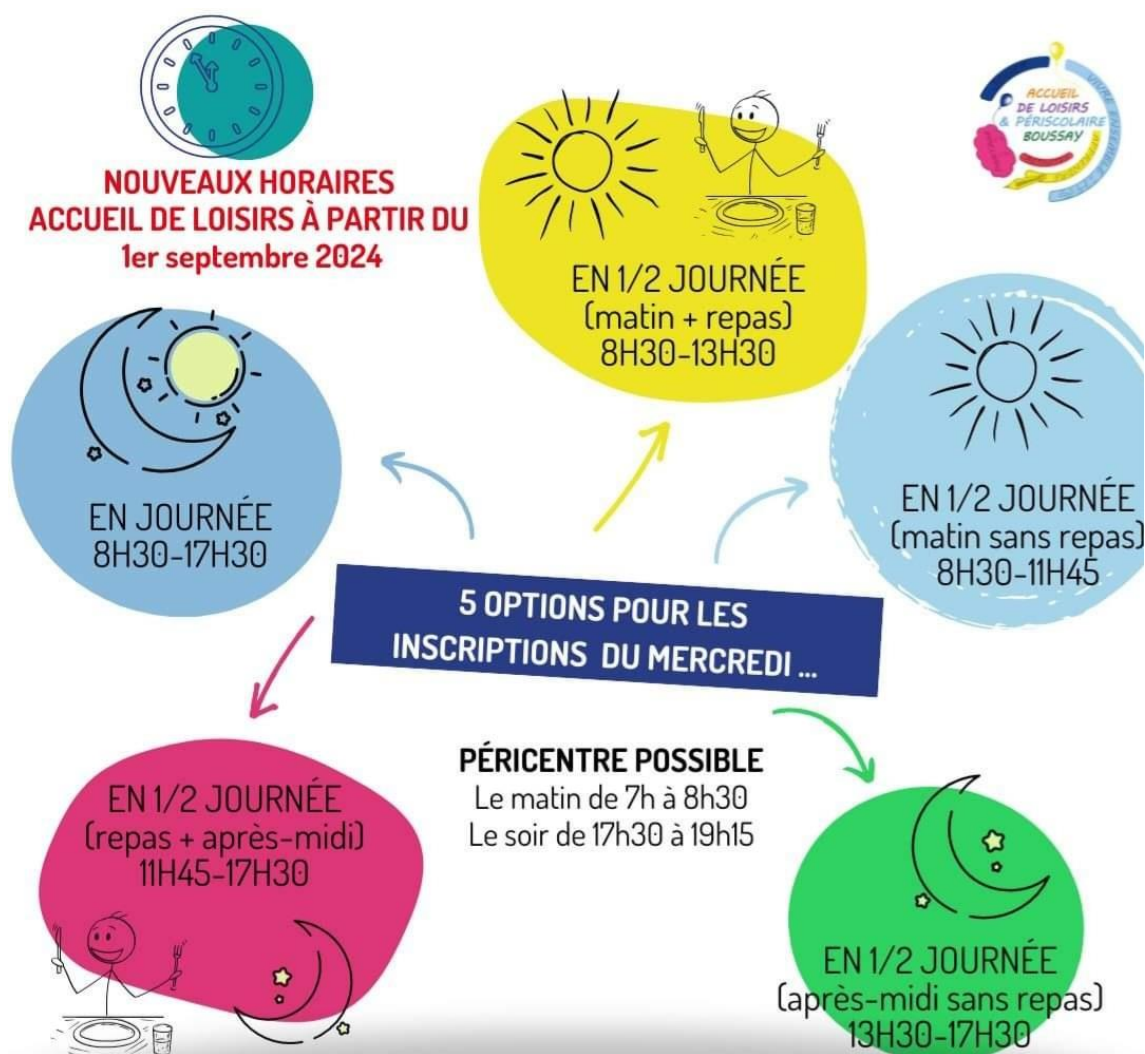 NOUVEAUX HORAIRES
ACCUEIL DE LOISIRS À PARTIR DU
1er septembre 2024
ACCUEIL
DE LOISIRS
& PÉRISCOLAIRE
BOUSSAY
VIVRE ENSEMBLE
EN 1/2 JOURNÉE
(matin + repas)
8H30-13H30
EN JOURNÉE
8H30-17H30
EN 1/2 JOURNÉE
(matin sans repas)
8H30-11H45
5 OPTIONS POUR LES
INSCRIPTIONS DU MERCREDI ...
PÉRICENTRE POSSIBLE
Le matin de 7h à 8h30
Le soir de 17h30 à 19h15
EN 1/2 JOURNÉE
(repas + après-midi)
11H45-17H30
EN 1/2 JOURNÉE
(après-midi sans repas)
13H30-17H30